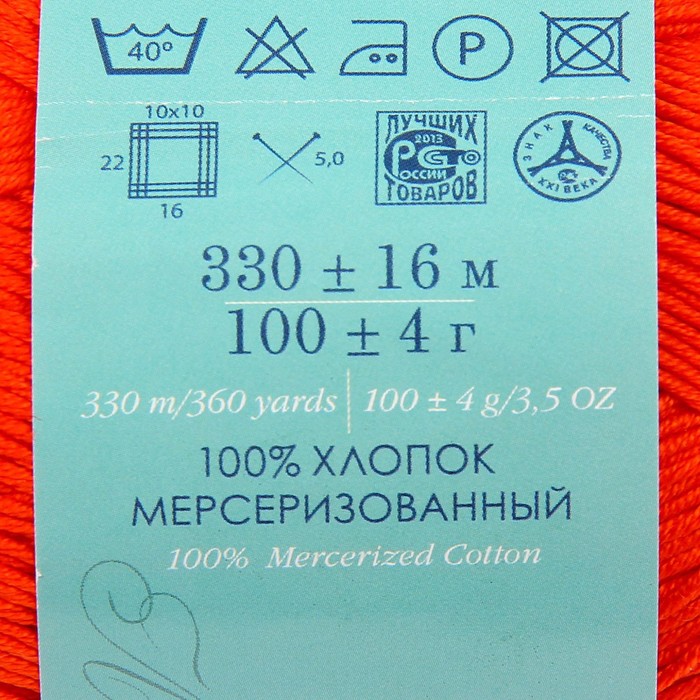 40°
P
10x10
22
16
5,0
ЛУЧШИХ
2013
РОССИИ
ТОВАРОВ
ЗНАК КАЧЕСТВА
XXI ВЕКА
330 ± 16 м
100 ± 4 г
330 m/360 yards | 100 ± 4 g/3,5 OZ
100% ХЛОПОК
МЕРСЕРИЗОВАННЫЙ
100% Mercerized Cotton